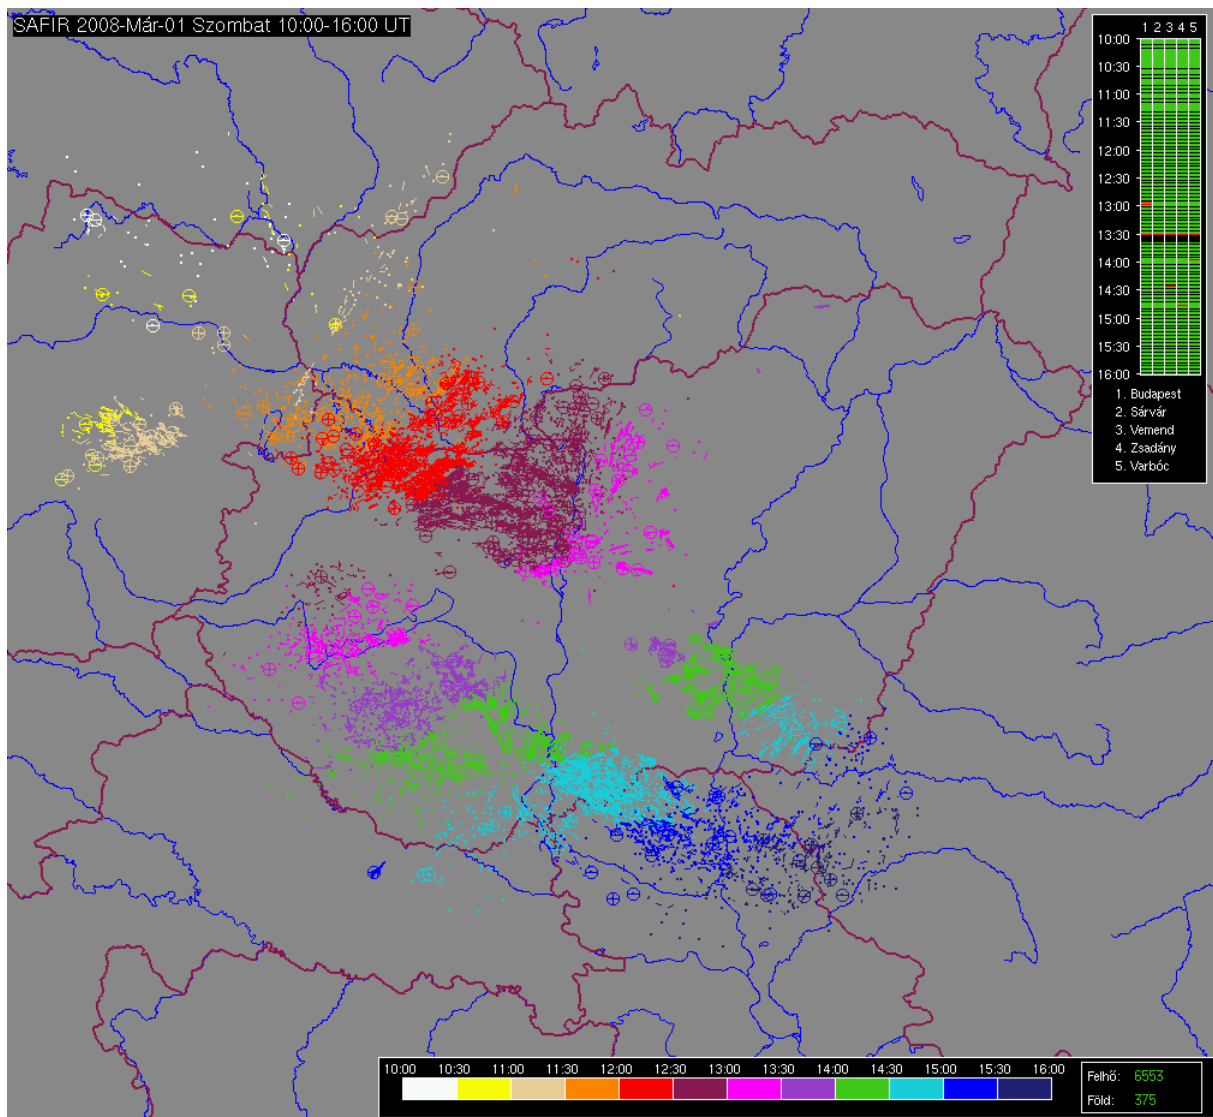 SAFIR 2008-Már-01 Szombat 10:00-16:00 UT
1 2 3 4 5
10:00
10:30
11:00
11:30
12:00
12:30
13:00
13:30
14:00
14:30
15:00
15:30
16:00
1. Budapest
2. Sárvár
3. Vemend
4. Zsadány
5. Varbóc
10:00 10:30 11:00 11:30 12:00 12:30 13:00 13:30 14:00 14:30 15:00 15:30 16:00
Felhő: 6553
Föld: 375